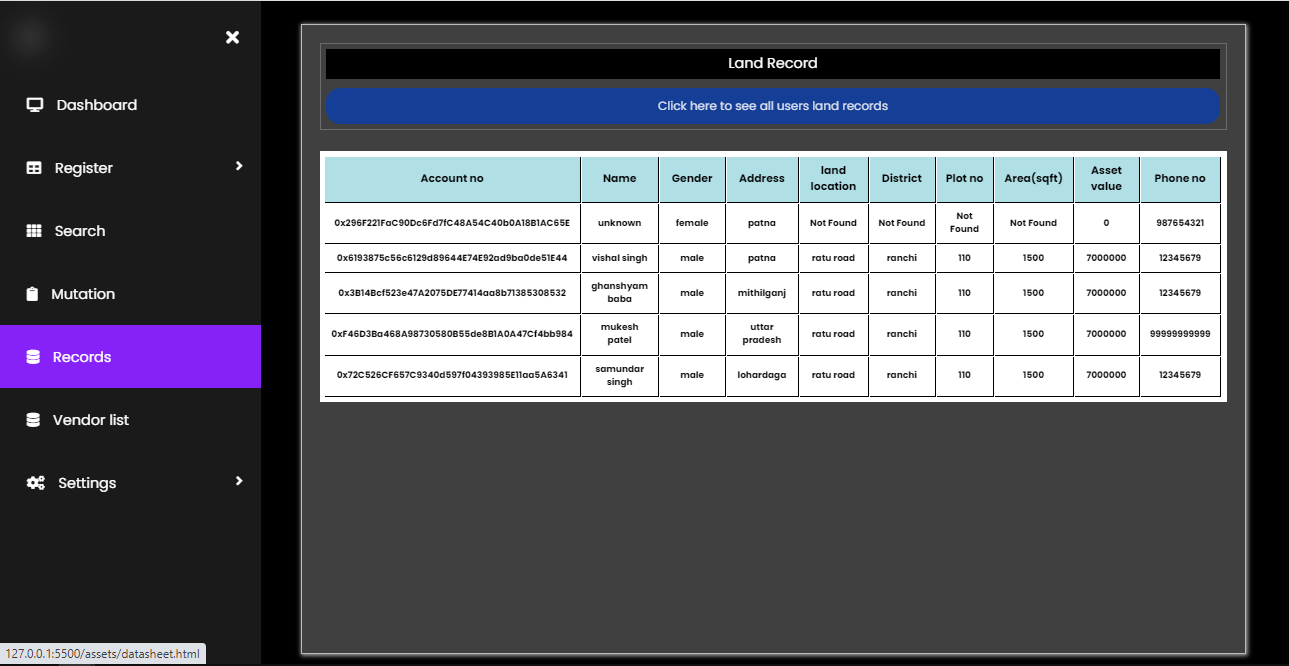 Dashboard
Register
Search
Mutation
Records
Vendor list
Settings
127.0.0.1:5500/assets/datasheet.html
Land Record
Click here to see all users land records
Account no Name Gender Address land location District Plot no Area(sqft) Asset value Phone no
0x296F221FaC90Dc6Fd7fC48A54C40b0A18B1AC65E unknown female patna Not Found Not Found Not Found Not Found 0 987654321
0x6193875c56c6129d89644E74E92ad9ba0de51E44 vishal singh male patna ratu road ranchi 110 1500 7000000 12345679
0x3B14Bcf523e47A2075DE77414aa8b71385308532 ghanshyam baba male mithilganj ratu road ranchi 110 1500 7000000 12345679
0xF46D3Ba468A98730580B55de8B1A0A47Cf4bb984 mukesh patel male uttar pradesh ratu road ranchi 110 1500 7000000 99999999999
0x72C526CF657C9340d597f04393985E11aa5A6341 samundar singh male lohardaga ratu road ranchi 110 1500 7000000 12345679